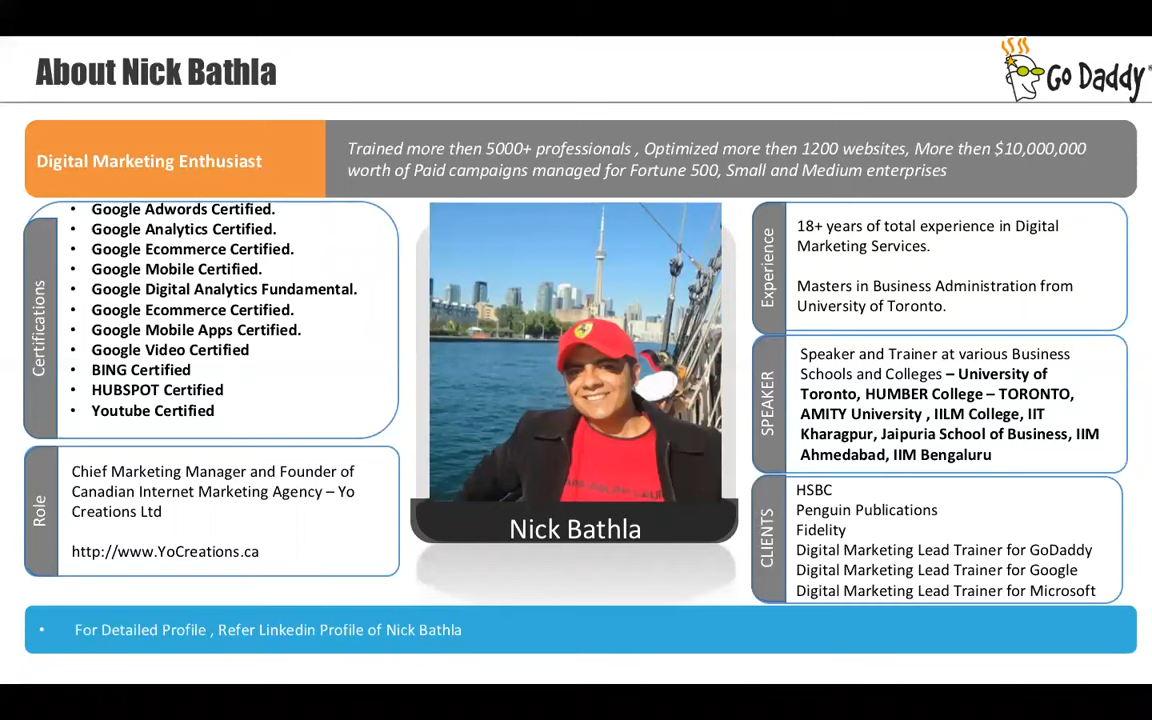 About Nick Bathla
Go Daddy®
Digital Marketing Enthusiast
Trained more then 5000+ professionals , Optimized more then 1200 websites, More then $10,000,000
worth of Paid campaigns managed for Fortune 500, Small and Medium enterprises
Certifications
• Google Adwords Certified.
• Google Analytics Certified.
• Google Ecommerce Certified.
• Google Mobile Certified.
• Google Digital Analytics Fundamental.
• Google Ecommerce Certified.
• Google Mobile Apps Certified.
• Google Video Certified
• BING Certified
• HUBSPOT Certified
• Youtube Certified
Role
Chief Marketing Manager and Founder of
Canadian Internet Marketing Agency – Yo
Creations Ltd
http://www.YoCreations.ca
Nick Bathla
Experience
18+ years of total experience in Digital
Marketing Services.
Masters in Business Administration from
University of Toronto.
SPEAKER
Speaker and Trainer at various Business
Schools and Colleges – University of
Toronto, HUMBER College – TORONTO,
AMITY University , IILM College, IIT
Kharagpur, Jaipuria School of Business, IIM
Ahmedabad, IIM Bengaluru
CLIENTS
HSBC
Penguin Publications
Fidelity
Digital Marketing Lead Trainer for GoDaddy
Digital Marketing Lead Trainer for Google
Digital Marketing Lead Trainer for Microsoft
• For Detailed Profile , Refer Linkedin Profile of Nick Bathla